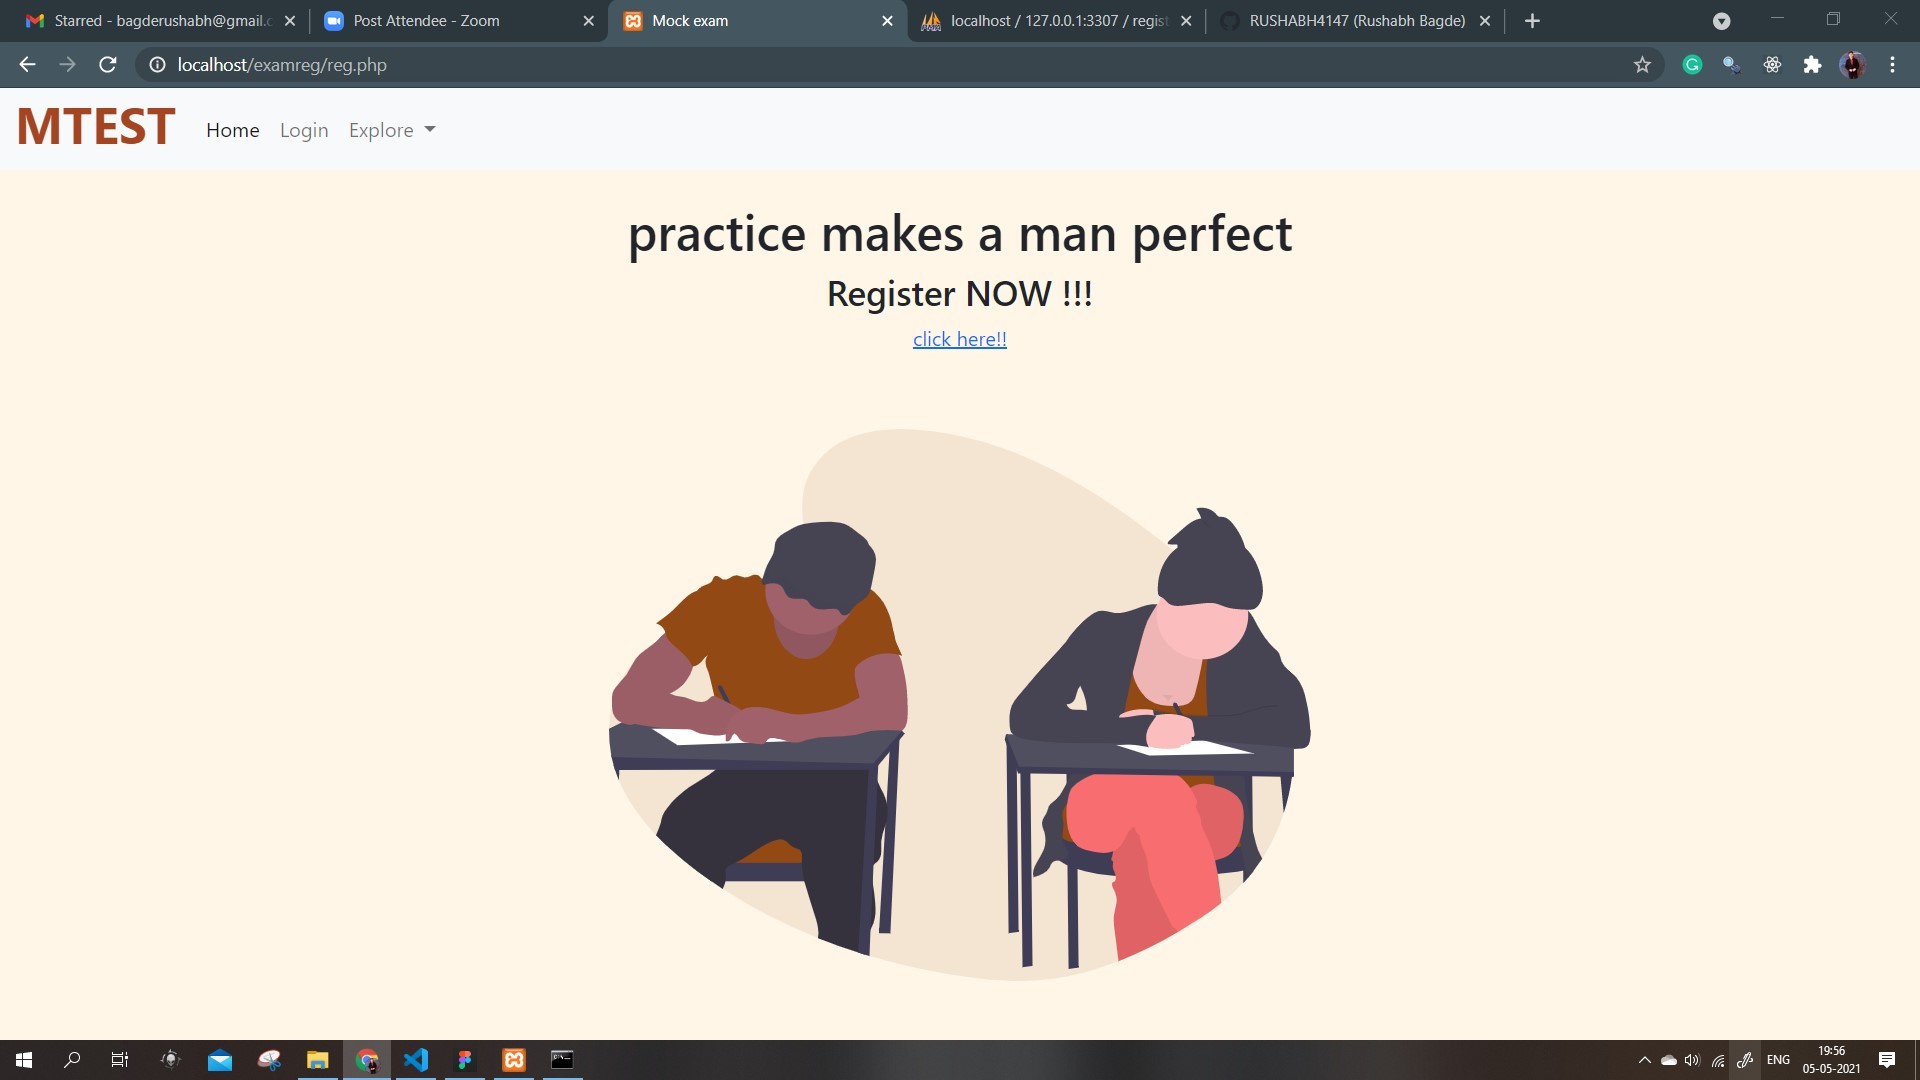 Starred - bagderushabh@gmail.c
Post Attendee - Zoom
Mock exam
localhost / 127.0.0.1:3307 / regist
RUSHABH4147 (Rushabh Bagde)
localhost/examreg/reg.php
MTEST
Home
Login
Explore
practice makes a man perfect
Register NOW !!!
click here!!
ENG
19:56
05-05-2021